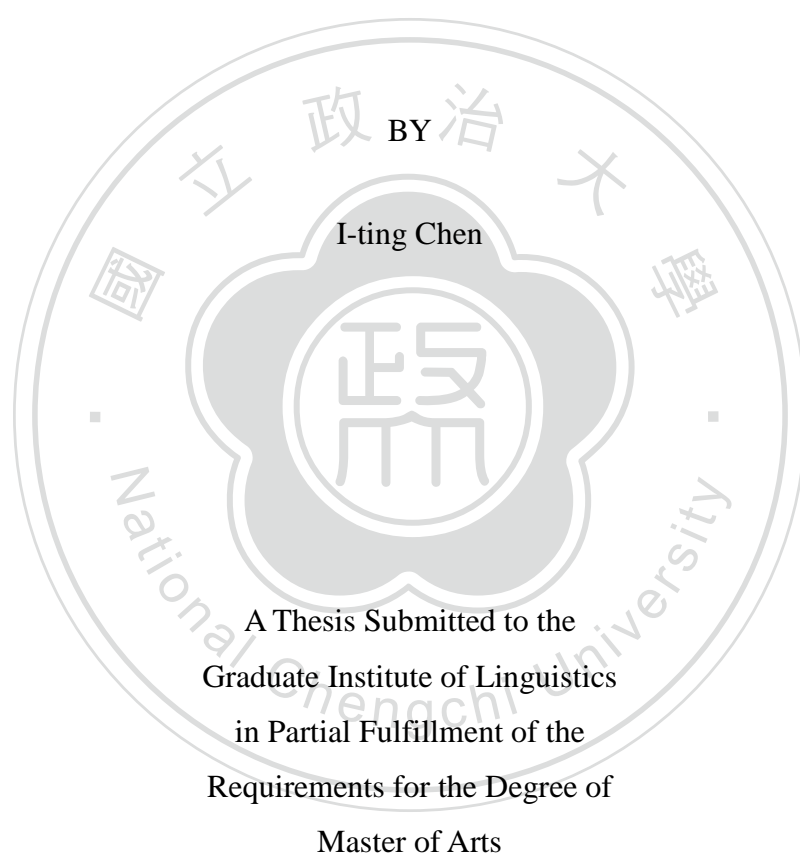 BY
I-ting Chen
國立政治大學
政
National Chengchi University
A Thesis Submitted to the
Graduate Institute of Linguistics
in Partial Fulfillment of the
Requirements for the Degree of
Master of Arts